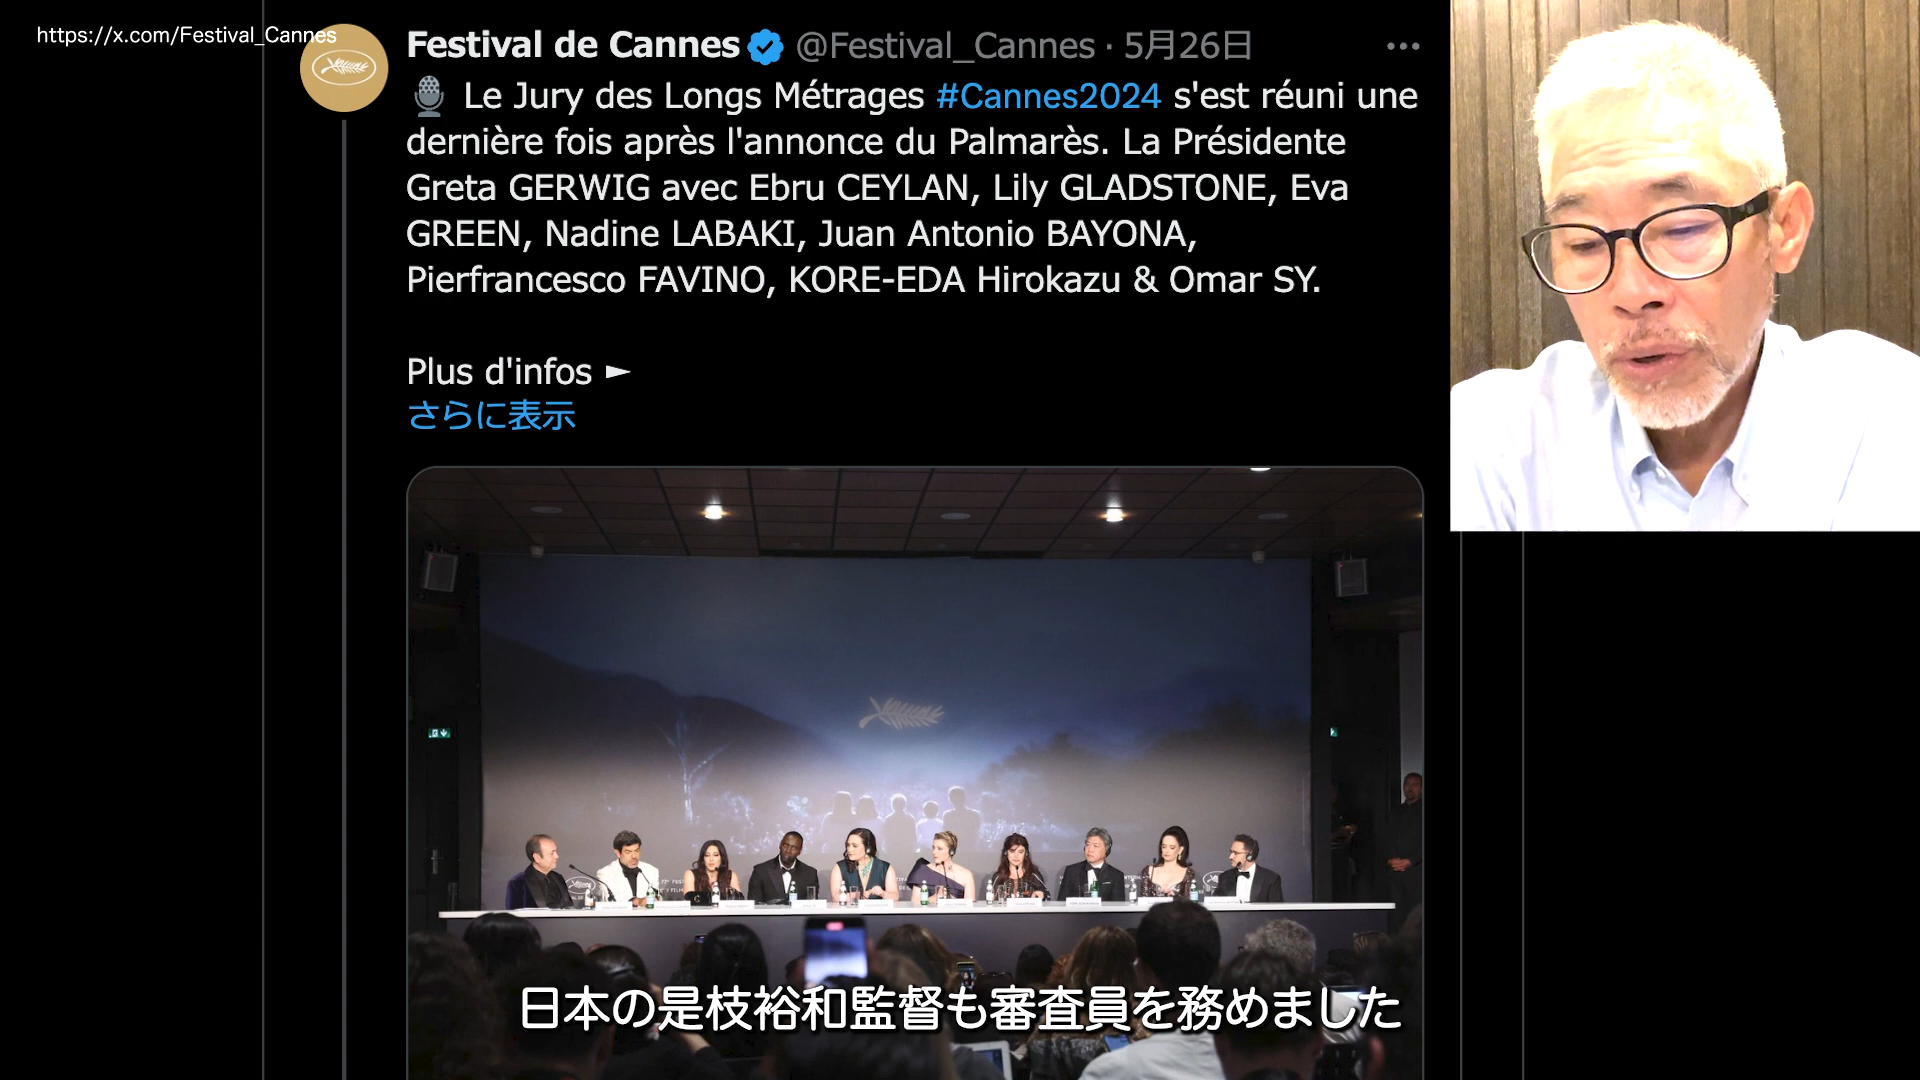 https://x.com/Festival_Cannes
Festival de Cannes @Festival_Cannes · 5月26日
Le Jury des Longs Métrages #Cannes2024 s'est réuni une
dernière fois après l'annonce du Palmarès. La Présidente
Greta GERWIG avec Ebru CEYLAN, Lily GLADSTONE, Eva
GREEN, Nadine LABAKI, Juan Antonio BAYONA,
Pierfrancesco FAVINO, KORE-EDA Hirokazu & Omar SY.
Plus d'infos ►
さらに表示
日本の是枝裕和監督も審査員を務めました